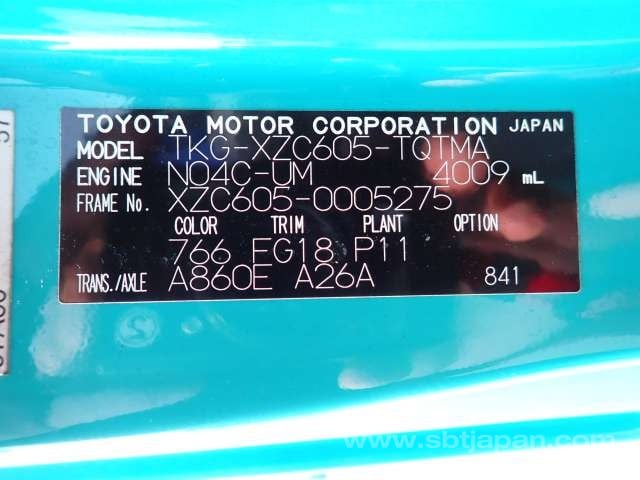 TOYOTA MOTOR CORPORATION JAPAN
MODEL TKG-XZC605-TQTMA
ENGINE N04C-UM 4009 mL
FRAME No. XZC605-0005275
COLOR TRIM PLANT OPTION
766 FG18 P11
TRANS./AXLE A860E A26A 841
www.sbtjapan.com